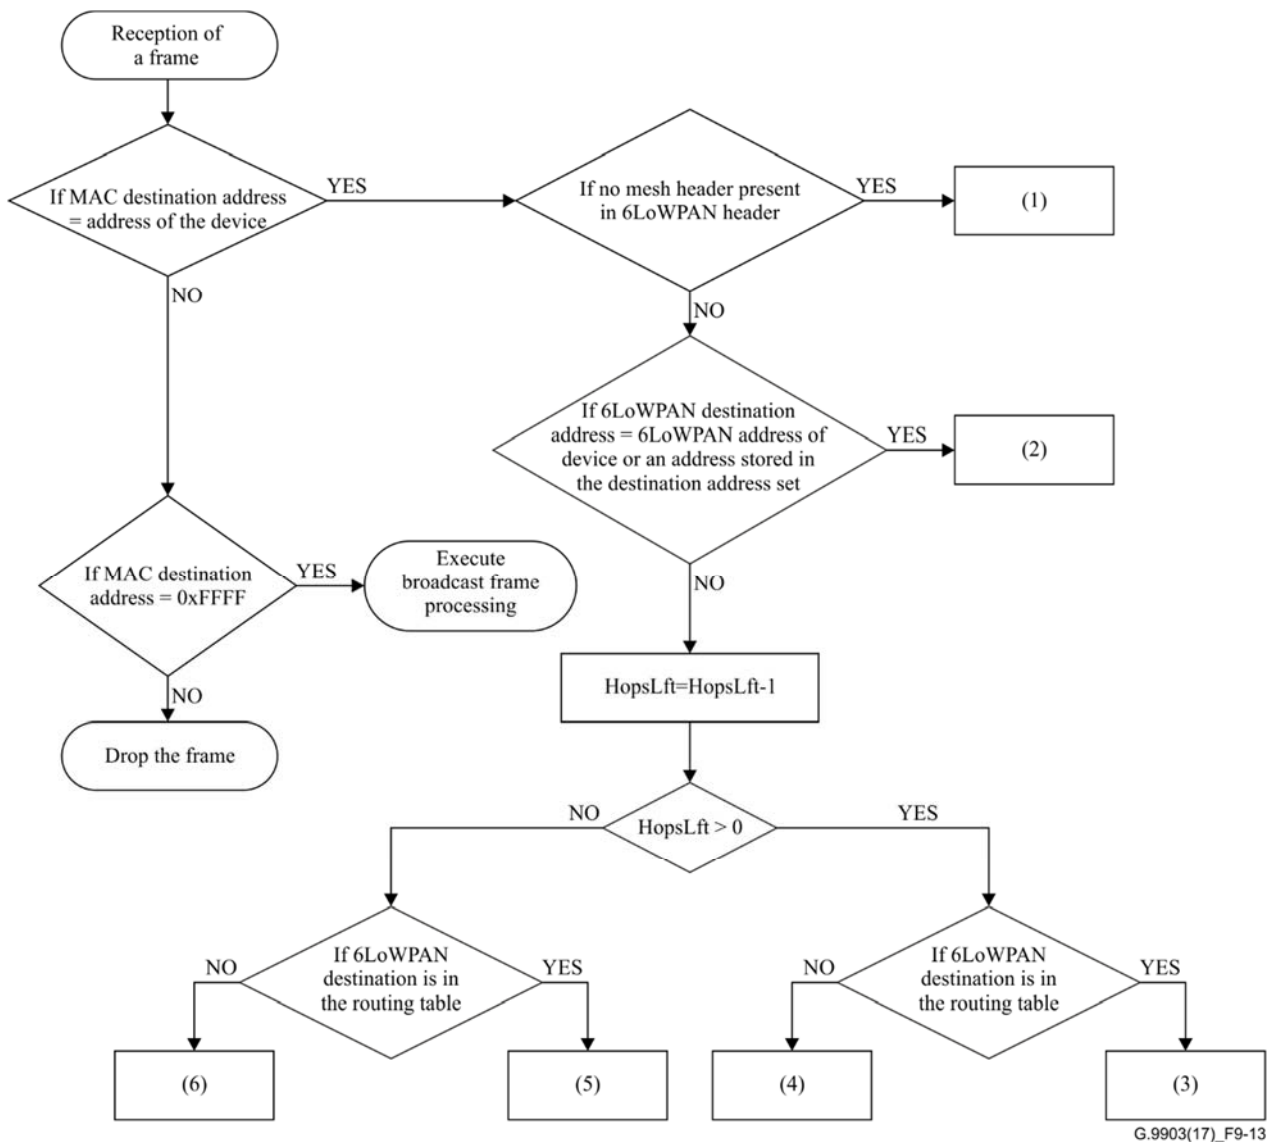 Reception of
a frame
If MAC destination address
= address of the device
YES
If no mesh header present
in 6LoWPAN header
YES
(1)
NO
NO
If 6LoWPAN destination
address = 6LoWPAN address of
device or an address stored in
the destination address set
YES
(2)
If MAC destination
address = 0xFFFF
YES
Execute
broadcast frame
processing
NO
NO
Drop the frame
HopsLft=HopsLft-1
NO
HopsLft > 0
YES
NO
If 6LoWPAN
destination is in
the routing table
YES
NO
If 6LoWPAN
destination is in
the routing table
YES
(6)
(5)
(4)
(3)
G.9903(17)_F9-13